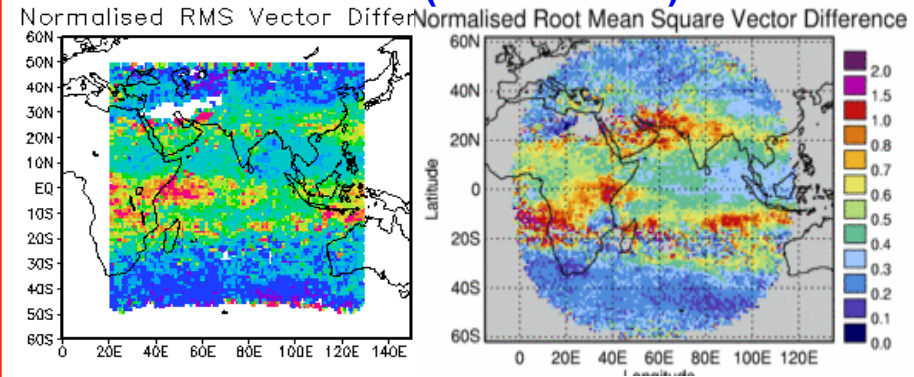 Normalised RMS Vector Differ
Normalised Root Mean Square Vector Difference
60N
50N
40N
30N
20N
10N
EQ
10S
20S
30S
40S
50S
60S
0 20E 40E 60E 80E 100E 120E 140E
Latitude
60N
40N
20N
0
20S
40S
60S
0 20E 40E 60E 80E 100E 120E
2.0
1.5
1.0
0.8
0.7
0.6
0.5
0.4
0.3
0.2
0.1
0.0